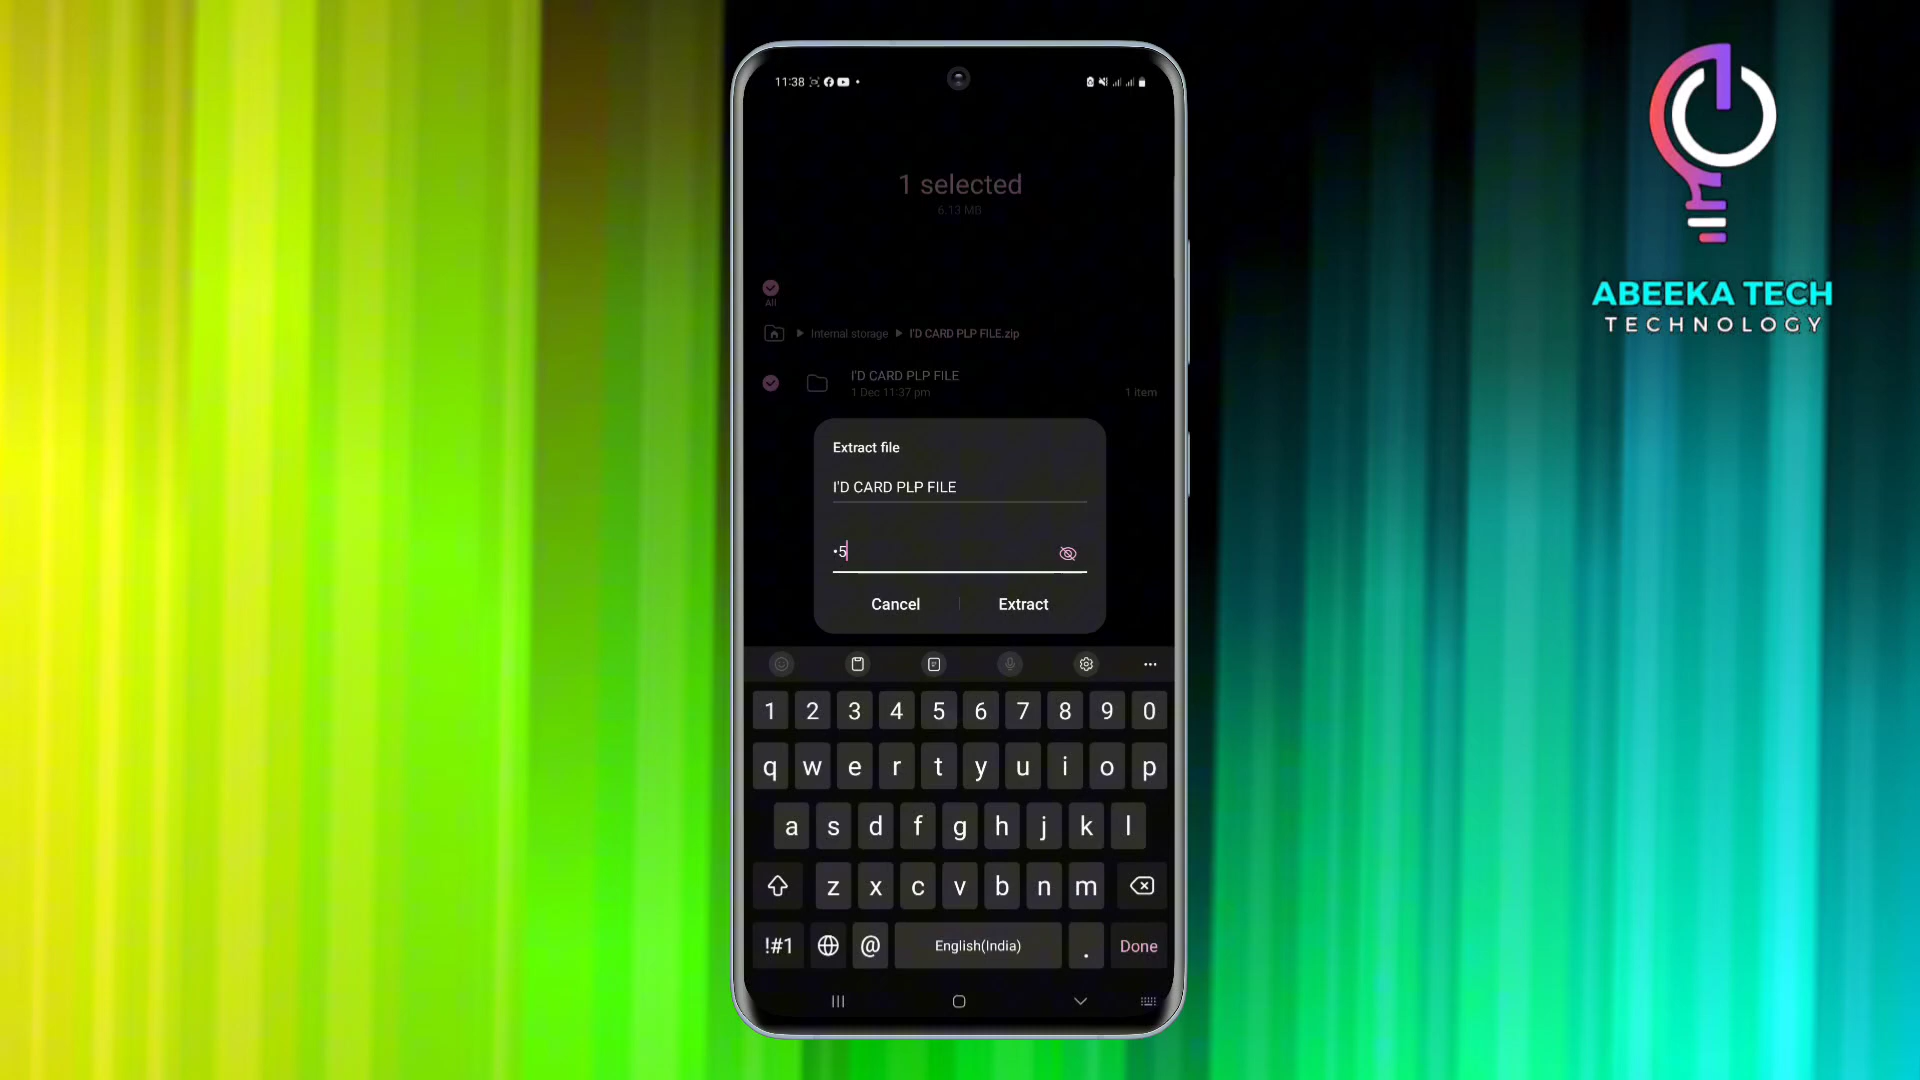 11:38
1 selected
6.13 MB
All
Internal storage I'D CARD PLP FILE.zip
I'D CARD PLP FILE
1 Dec 11:37 pm
1 item
Extract file
I'D CARD PLP FILE
•5
Cancel Extract
1 2 3 4 5 6 7 8 9 0
q w e r t y u i o p
a s d f g h j k l
z x c v b n m
!#1 @ English(India) . Done
ABEEKA TECH
TECHNOLOGY